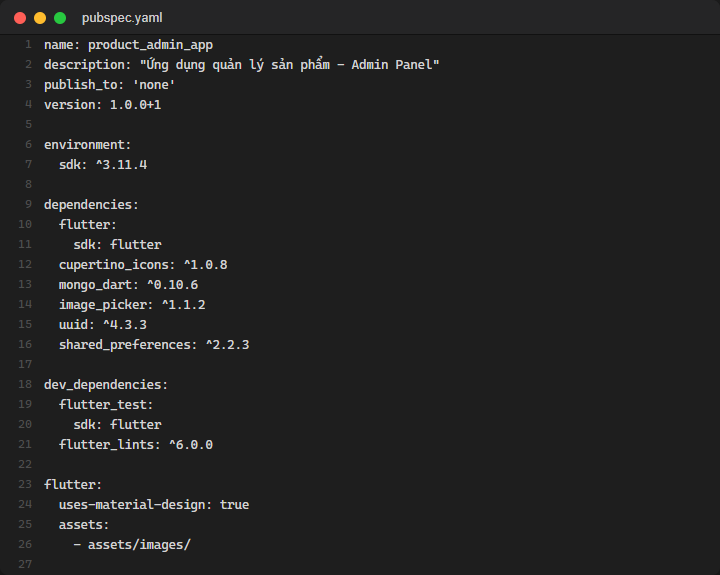 pubspec.yaml
1 name: product_admin_app
2 description: "Ứng dụng quản lý sản phẩm – Admin Panel"
3 publish_to: 'none'
4 version: 1.0.0+1
5
6 environment:
7   sdk: ^3.11.4
8
9 dependencies:
10   flutter:
11     sdk: flutter
12   cupertino_icons: ^1.0.8
13   mongo_dart: ^0.10.6
14   image_picker: ^1.1.2
15   uuid: ^4.3.3
16   shared_preferences: ^2.2.3
17
18 dev_dependencies:
19   flutter_test:
20     sdk: flutter
21   flutter_lints: ^6.0.0
22
23 flutter:
24   uses-material-design: true
25   assets:
26     - assets/images/
27